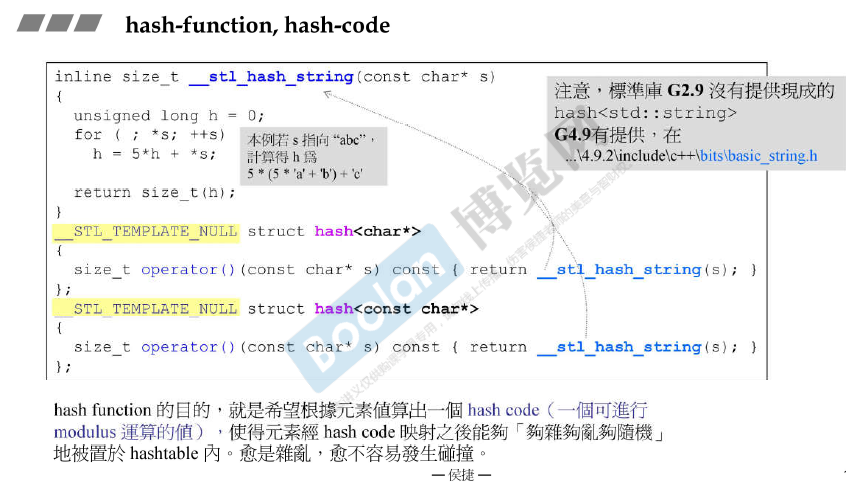 hash-function, hash-code
inline size_t __stl_hash_string(const char* s)
{
unsigned long h = 0;
for ( ; *s; ++s)
h = 5*h + *s;
return size_t(h);
}
本例若 s 指向 “abc”，
計算得 h 為
5 * (5 * 'a' + 'b') + 'c'
注意，標準庫 G2.9 沒有提供現成的
hash<std::string>
G4.9有提供，在
...\4.9.2\include\c++\bits\basic_string.h
__STL_TEMPLATE_NULL struct hash<char*>
{
size_t operator()(const char* s) const { return __stl_hash_string(s); }
};
__STL_TEMPLATE_NULL struct hash<const char*>
{
size_t operator()(const char* s) const { return __stl_hash_string(s); }
};
Boolan 博览网
hash function 的目的，就是希望根據元素值算出一個 hash code（一個可進行
modulus 運算的值），使得元素經 hash code 映射之後能夠「夠雜夠亂夠隨機」
地被置於 hashtable 內。愈是雜亂，愈不容易發生碰撞。
— 侯捷 —